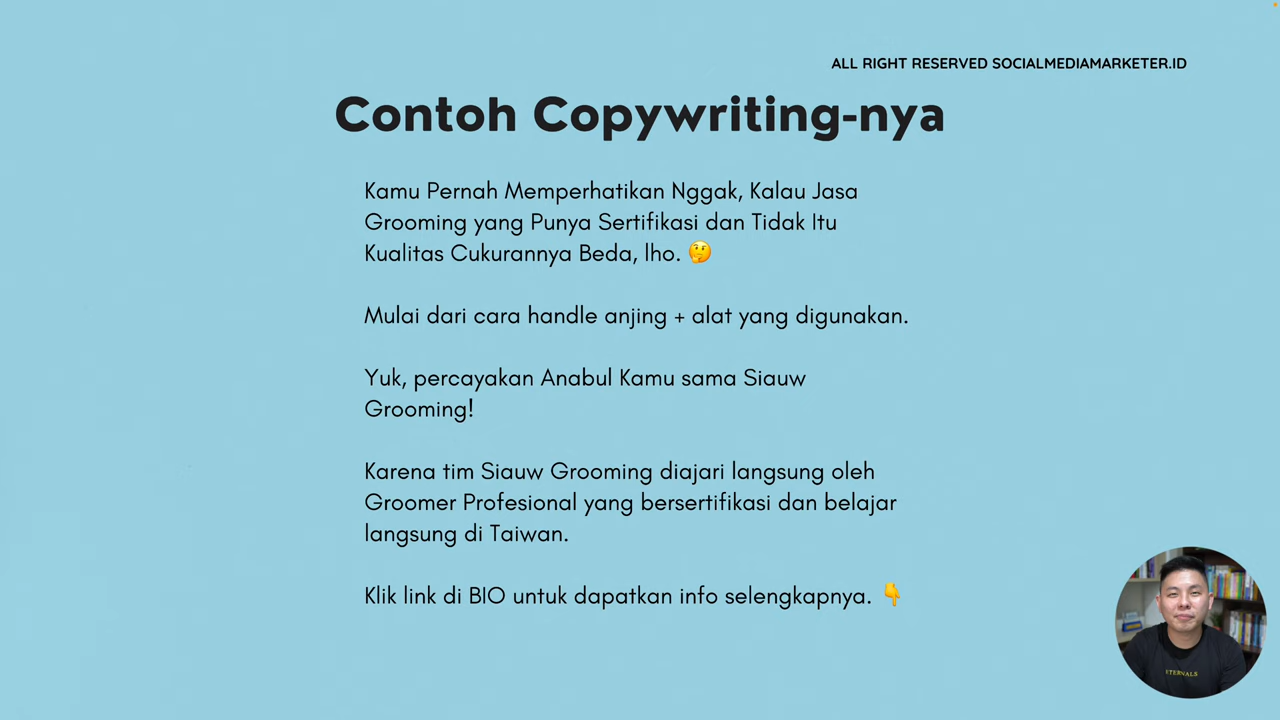 ALL RIGHT RESERVED SOCIALMEDIAMARKETER.ID
Contoh Copywriting-nya
Kamu Pernah Memperhatikan Nggak, Kalau Jasa
Grooming yang Punya Sertifikasi dan Tidak Itu
Kualitas Cukurannya Beda, lho. 🤔
Mulai dari cara handle anjing + alat yang digunakan.
Yuk, percayakan Anabul Kamu sama Siauw
Grooming!
Karena tim Siauw Grooming diajari langsung oleh
Groomer Profesional yang bersertifikasi dan belajar
langsung di Taiwan.
Klik link di BIO untuk dapatkan info selengkapnya. 👇
ETERNALS